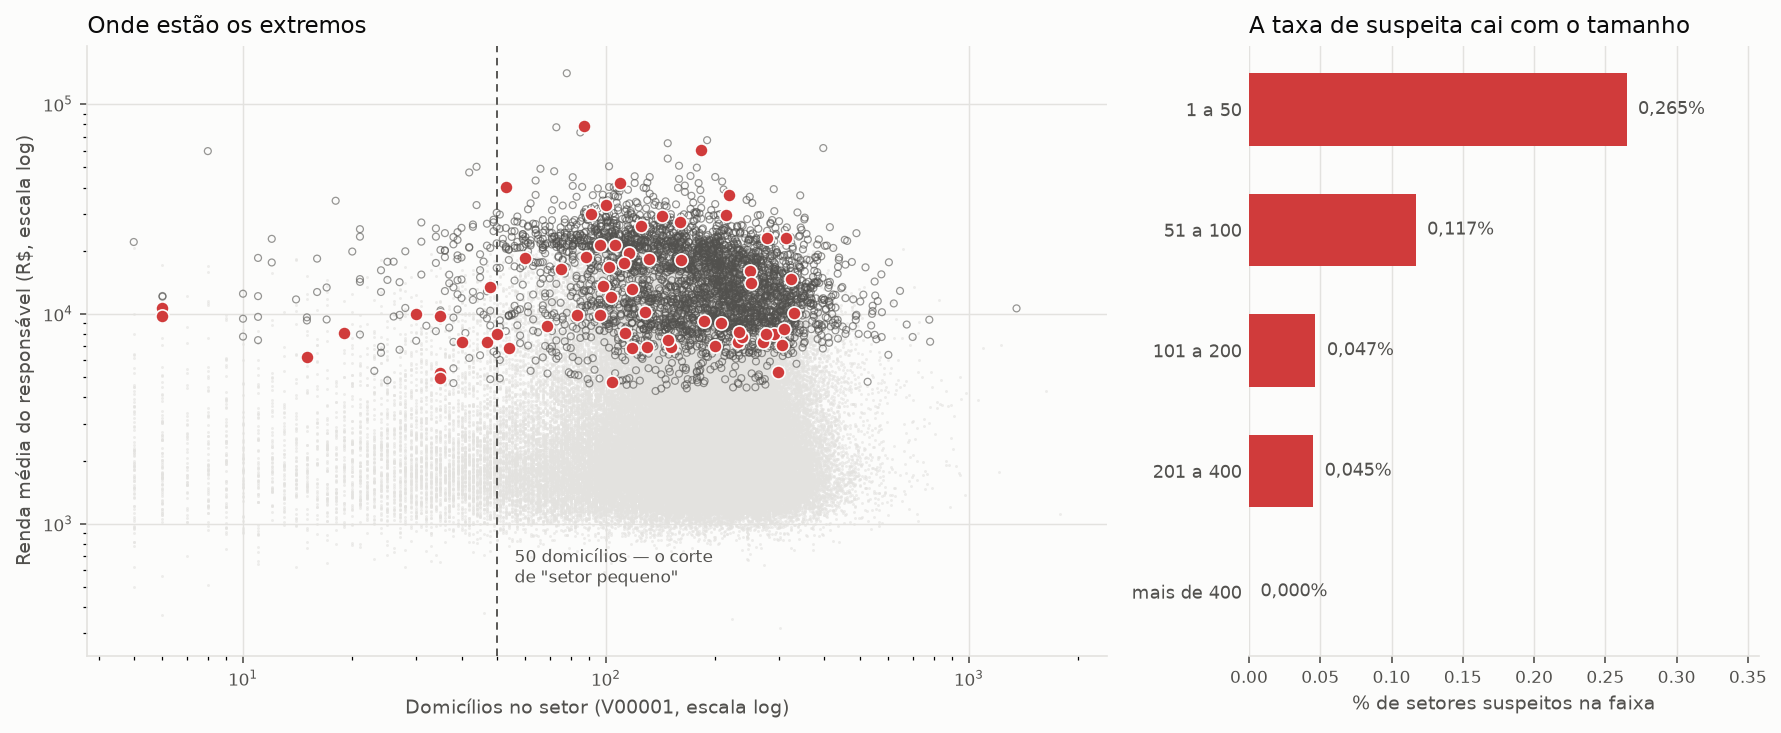 Onde estão os extremos
Renda média do responsável (R$, escala log)
10⁵
10⁴
10³
50 domicílios — o corte
de "setor pequeno"
10¹ 10² 10³
Domicílios no setor (V00001, escala log)
A taxa de suspeita cai com o tamanho
1 a 50 0,265%
51 a 100 0,117%
101 a 200 0,047%
201 a 400 0,045%
mais de 400 0,000%
0.00 0.05 0.10 0.15 0.20 0.25 0.30 0.35
% de setores suspeitos na faixa